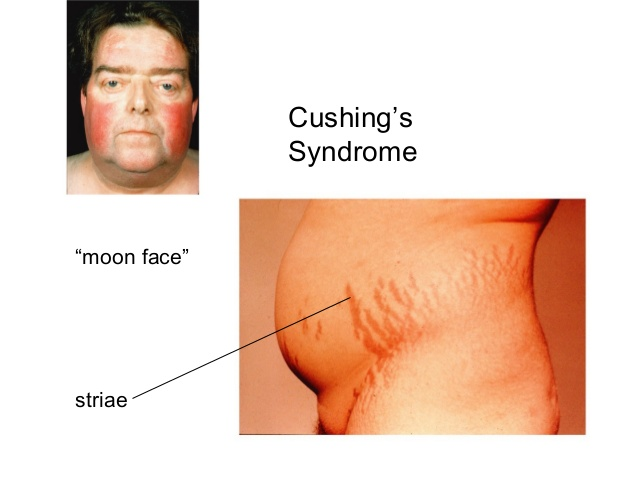 Cushing’s
Syndrome
“moon face”
striae